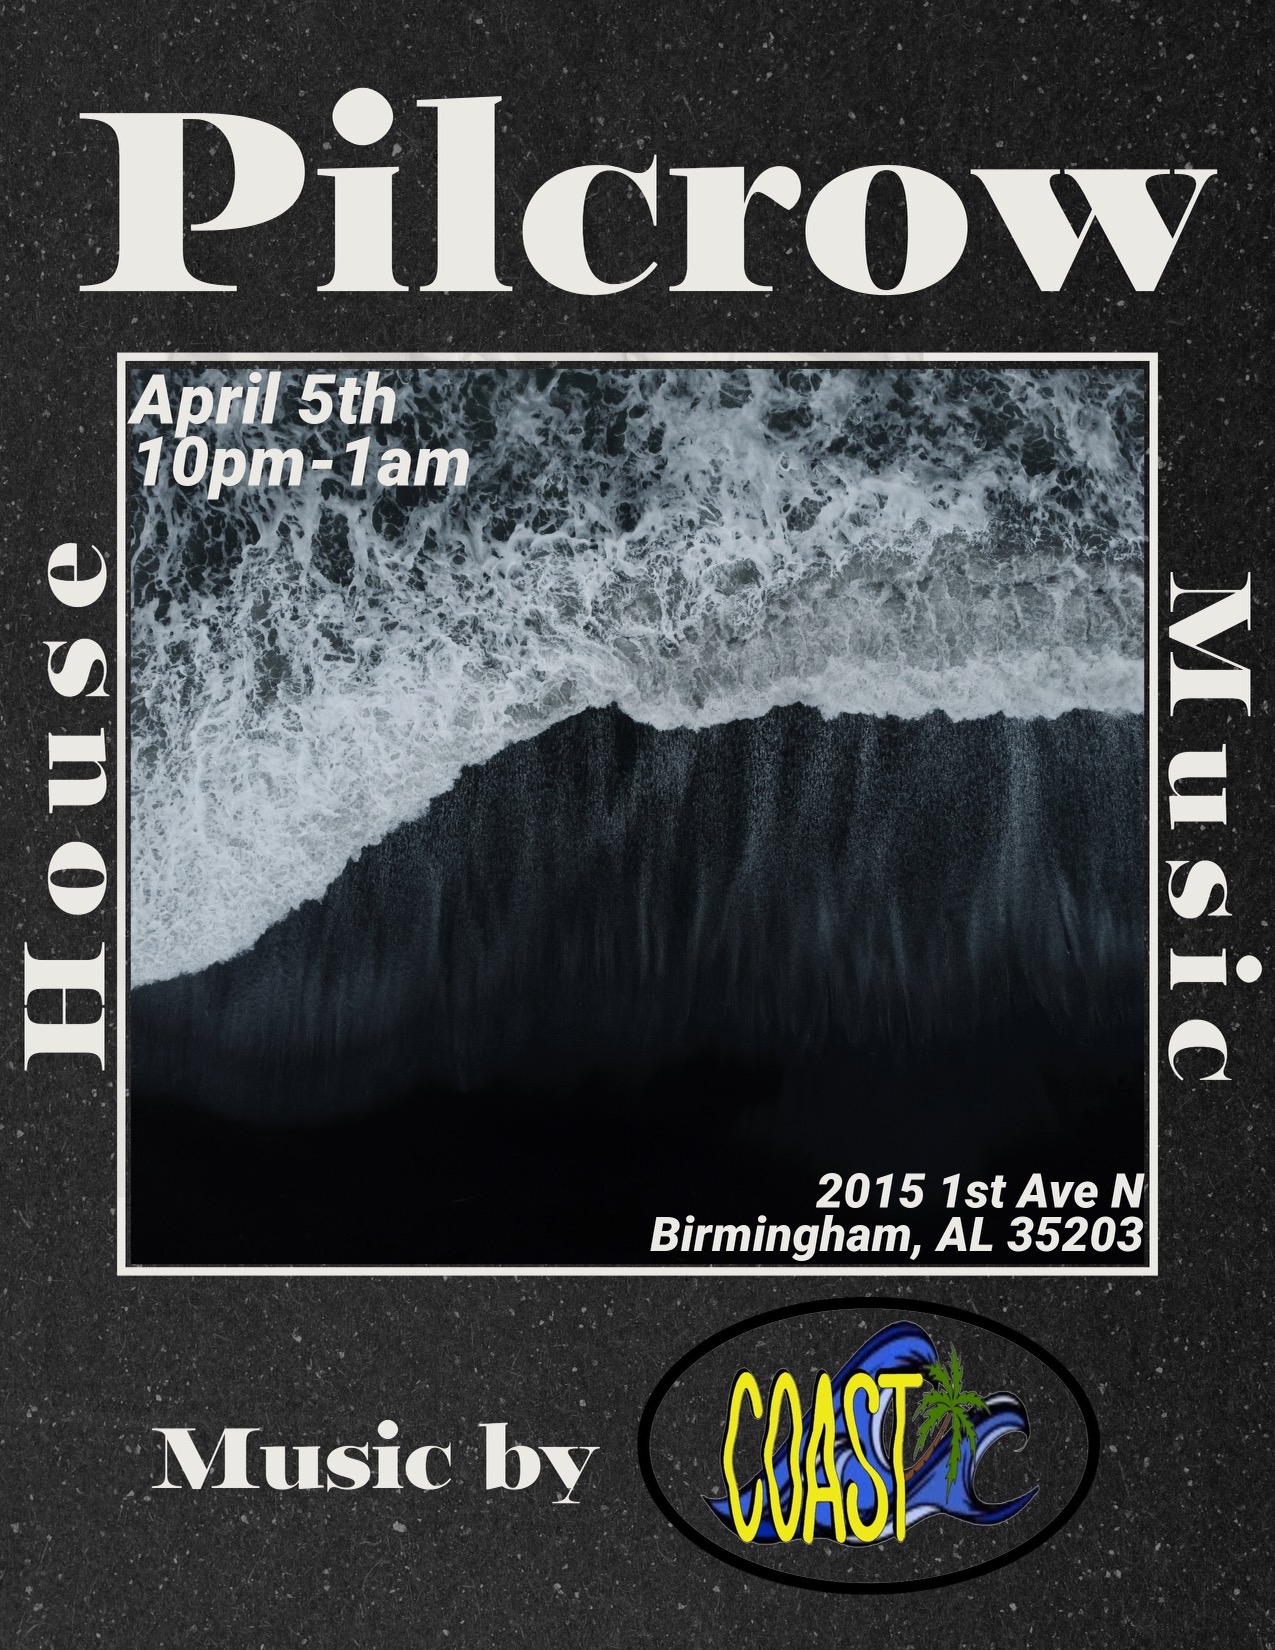 Pilcrow
April 5th
10pm-1am
House
Music
2015 1st Ave N
Birmingham, AL 35203
Music by
COAST